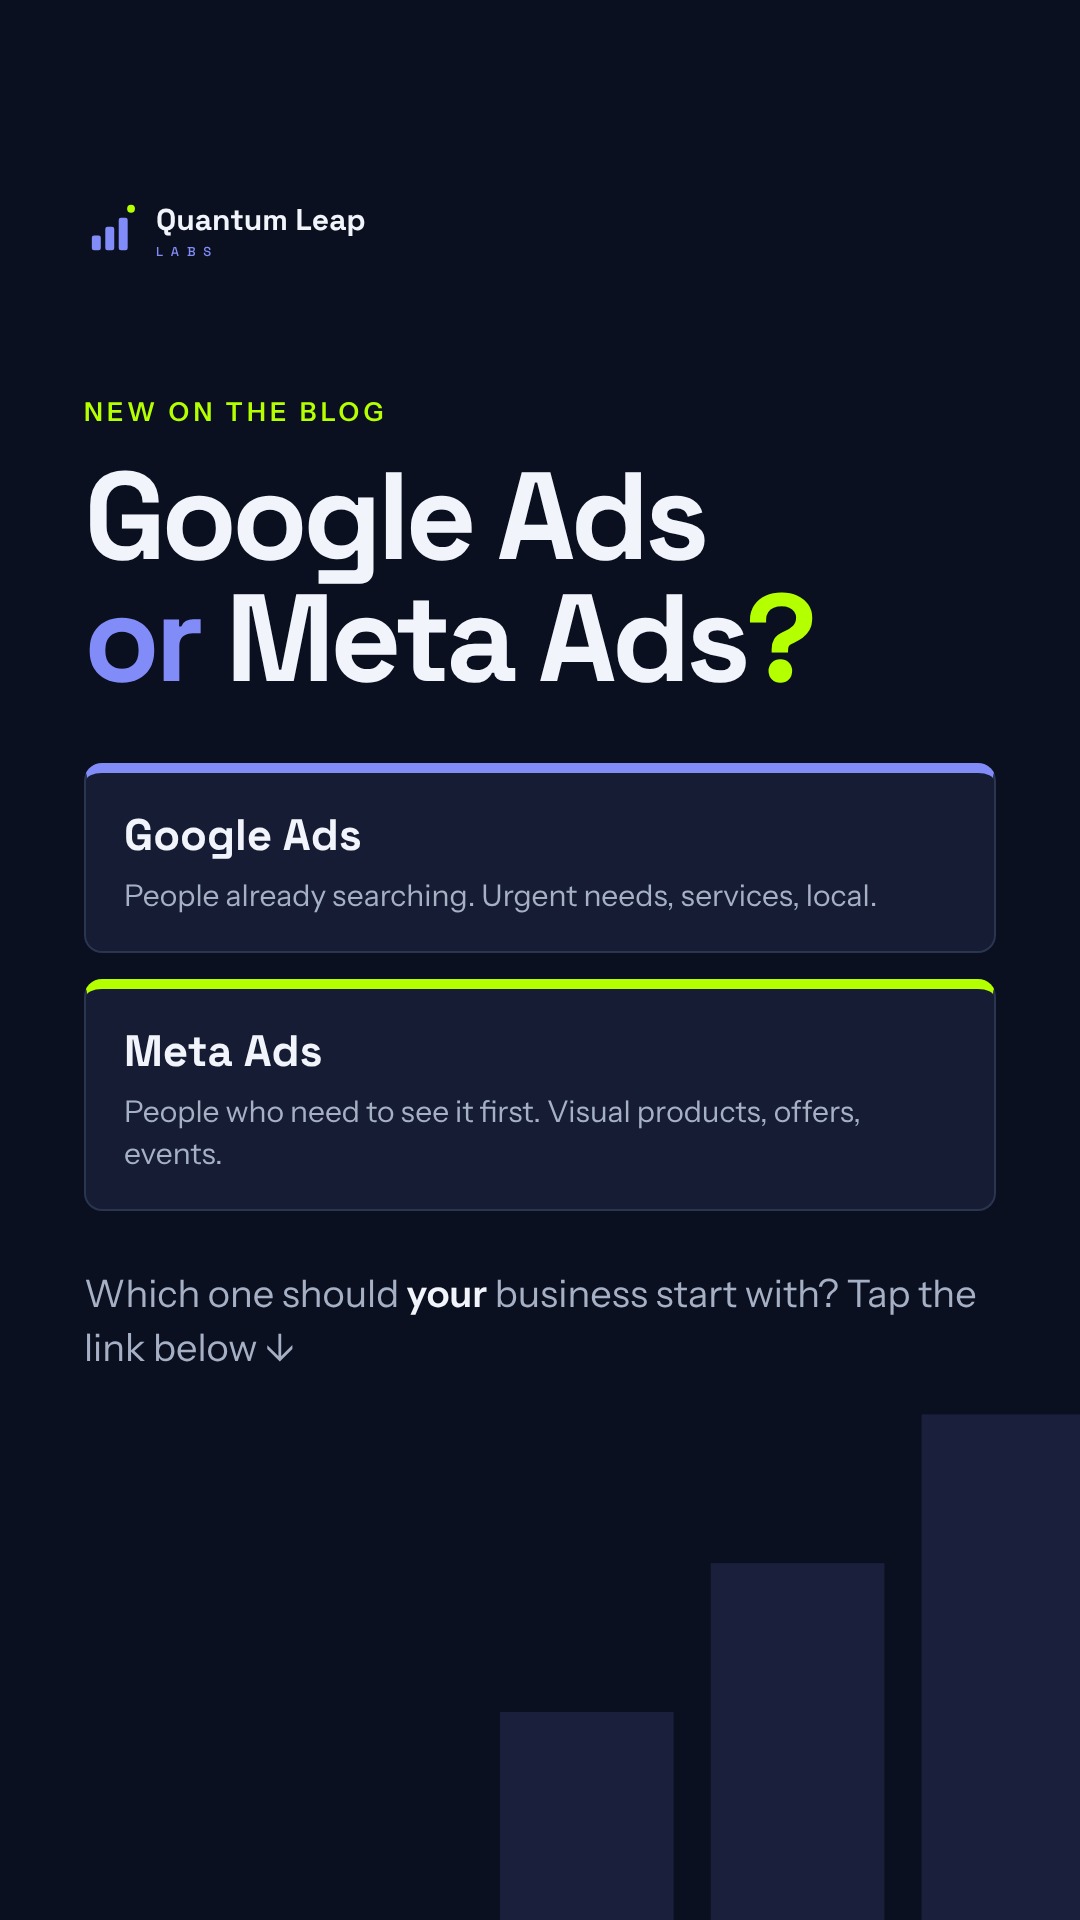 Quantum Leap
LABS
NEW ON THE BLOG
Google Ads
or Meta Ads?
Google Ads
People already searching. Urgent needs, services, local.
Meta Ads
People who need to see it first. Visual products, offers,
events.
Which one should your business start with? Tap the
link below ↓